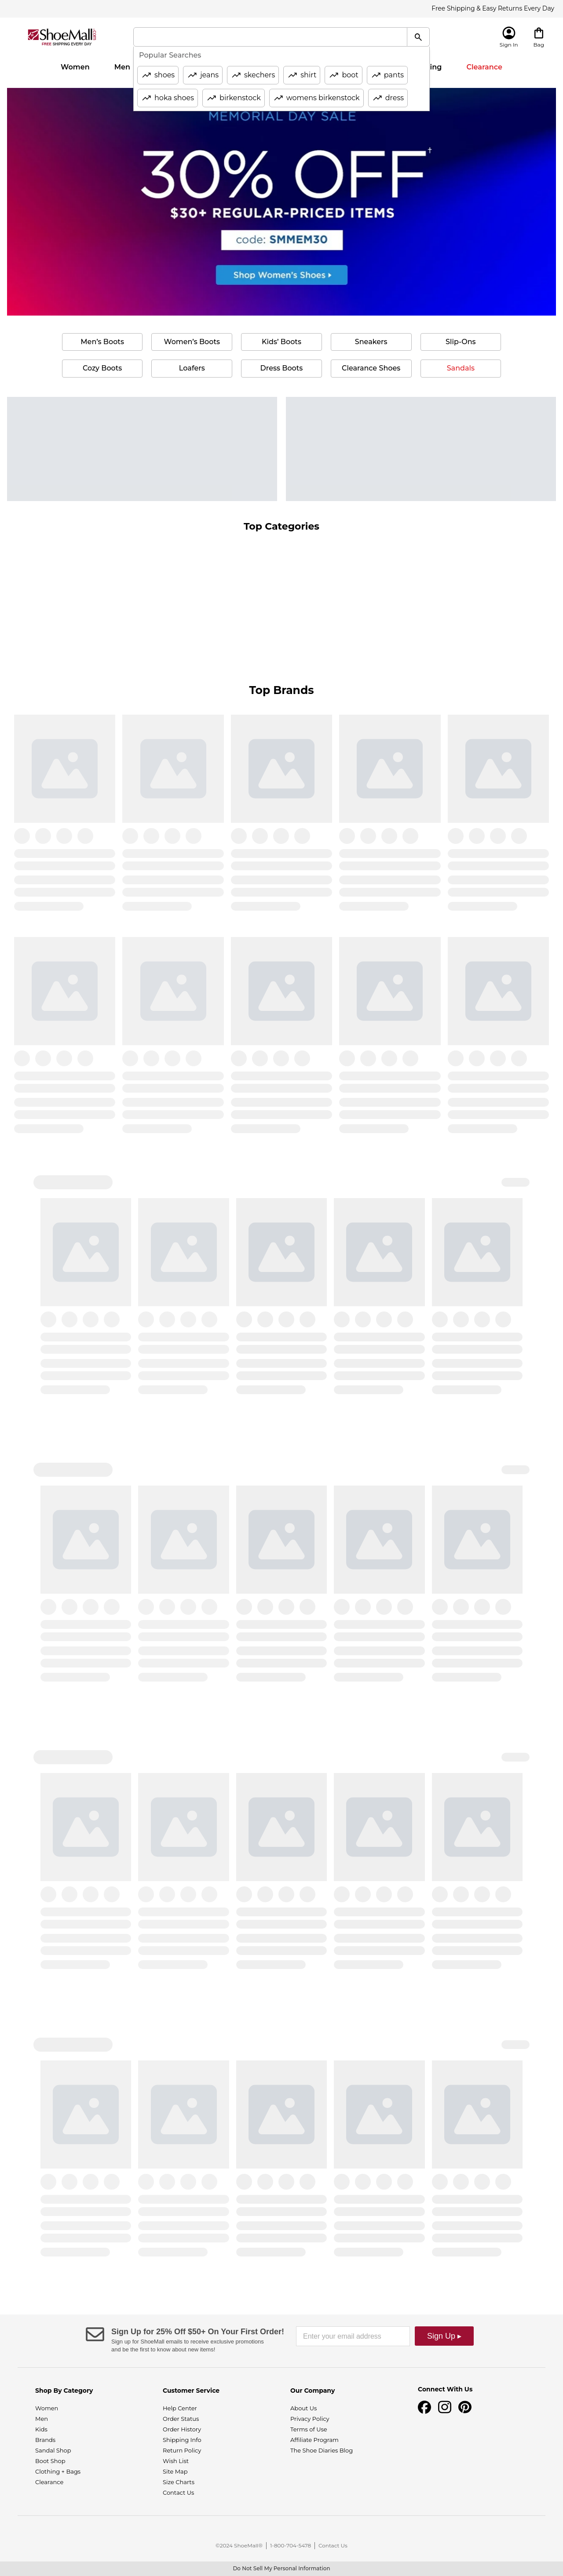 Free Shipping & Easy Returns Every Day
ShoeMall
FREE SHIPPING EVERY DAY
Sign In
Bag
Popular Searches
shoes
jeans
skechers
shirt
boot
pants
hoka shoes
birkenstock
womens birkenstock
dress
Women
Men
Clearance
MEMORIAL DAY SALE
30% OFF†
$30+ REGULAR-PRICED ITEMS
code: SMMEM30
Shop Women's Shoes ▸
Men's Boots
Women's Boots
Kids' Boots
Sneakers
Slip-Ons
Cozy Boots
Loafers
Dress Boots
Clearance Shoes
Sandals
Top Categories
Top Brands
Sign Up for 25% Off $50+ On Your First Order!
Sign up for ShoeMall emails to receive exclusive promotions
and be the first to know about new items!
Enter your email address
Sign Up ▸
Shop By Category
Women
Men
Kids
Brands
Sandal Shop
Boot Shop
Clothing + Bags
Clearance
Customer Service
Help Center
Order Status
Order History
Shipping Info
Return Policy
Wish List
Site Map
Size Charts
Contact Us
Our Company
About Us
Privacy Policy
Terms of Use
Affiliate Program
The Shoe Diaries Blog
Connect With Us
©2024 ShoeMall® | 1-800-704-5478 | Contact Us
Do Not Sell My Personal Information